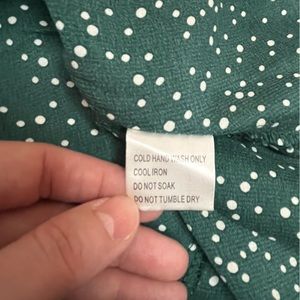 COLD HAND WASH ONLY
COOL IRON
DO NOT SOAK
DO NOT TUMBLE DRY